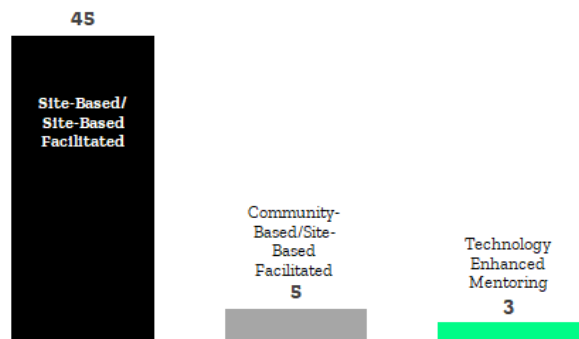 45
Site-Based/
Site-Based
Facilitated
Community-
Based/Site-
Based
Facilitated
5
Technology
Enhanced
Mentoring
3